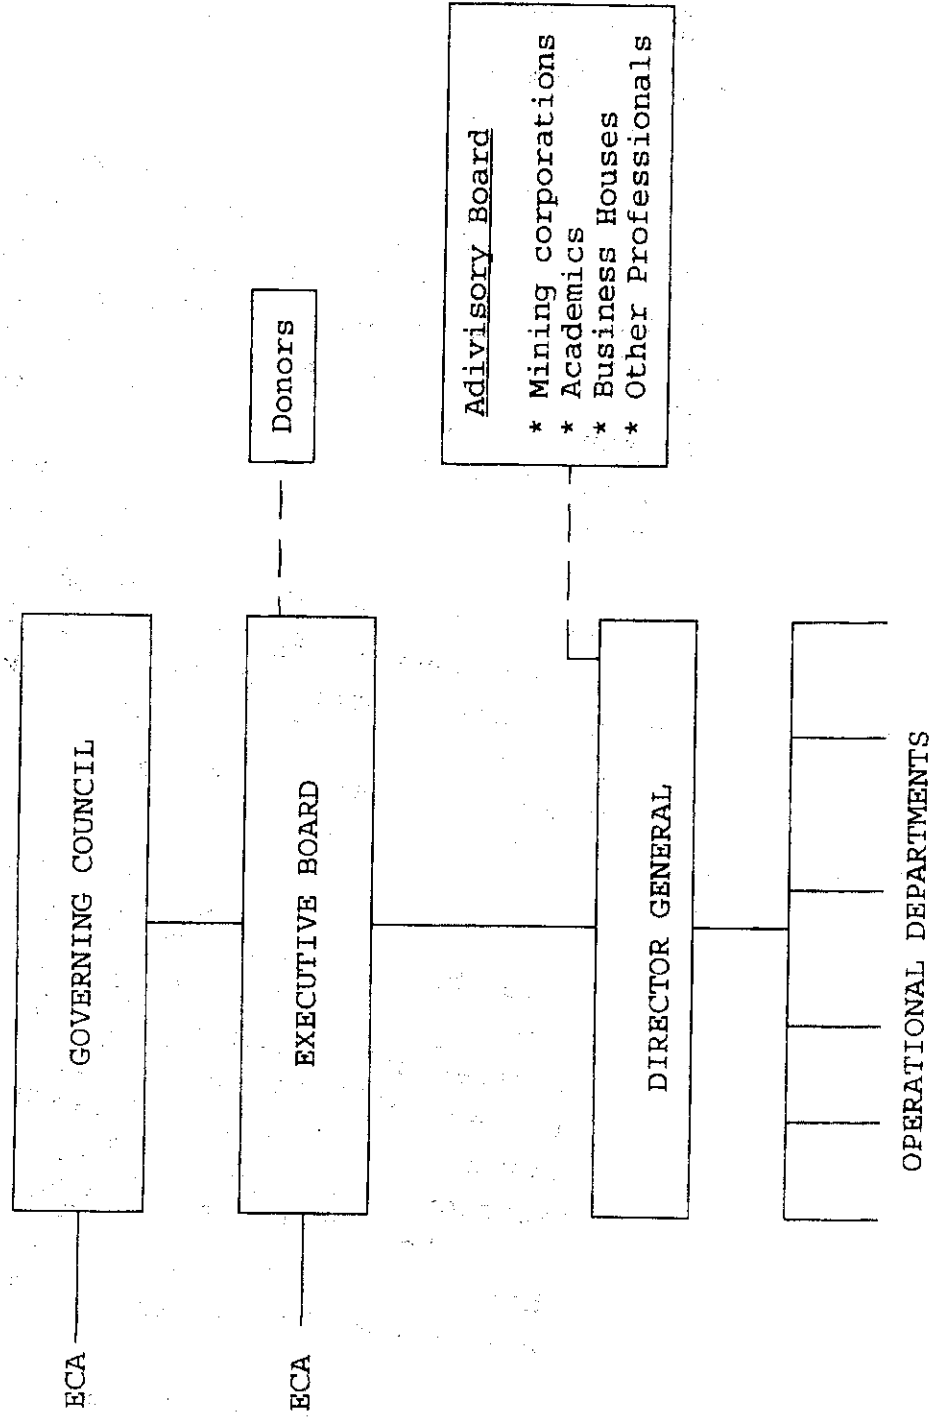 ECA
GOVERNING COUNCIL
ECA
EXECUTIVE BOARD
Donors
Adivisory Board
* Mining corporations
* Academics
* Business Houses
* Other Professionals
DIRECTOR GENERAL
OPERATIONAL DEPARTMENTS